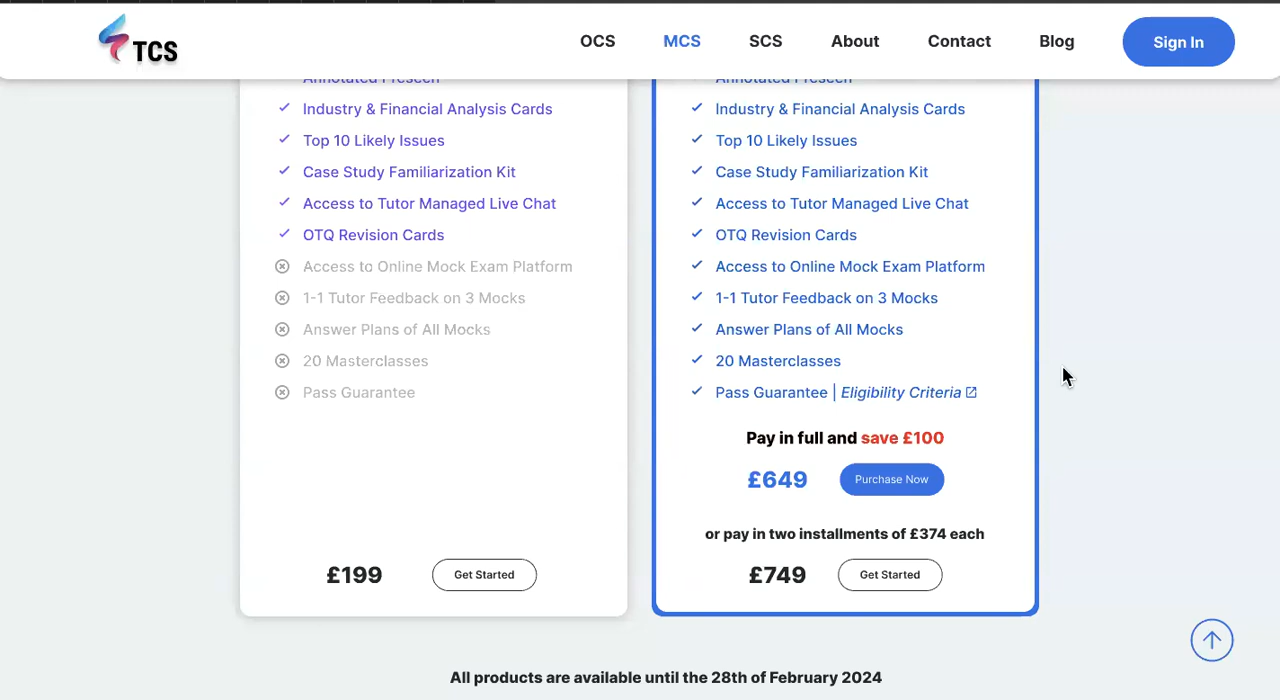 TCS
OCS
MCS
SCS
About
Contact
Blog
Sign In
Annotated Preseen
Industry & Financial Analysis Cards
Top 10 Likely Issues
Case Study Familiarization Kit
Access to Tutor Managed Live Chat
OTQ Revision Cards
Access to Online Mock Exam Platform
1-1 Tutor Feedback on 3 Mocks
Answer Plans of All Mocks
20 Masterclasses
Pass Guarantee
£199
Get Started
Annotated Preseen
Industry & Financial Analysis Cards
Top 10 Likely Issues
Case Study Familiarization Kit
Access to Tutor Managed Live Chat
OTQ Revision Cards
Access to Online Mock Exam Platform
1-1 Tutor Feedback on 3 Mocks
Answer Plans of All Mocks
20 Masterclasses
Pass Guarantee | Eligibility Criteria
Pay in full and save £100
£649
Purchase Now
or pay in two installments of £374 each
£749
Get Started
All products are available until the 28th of February 2024